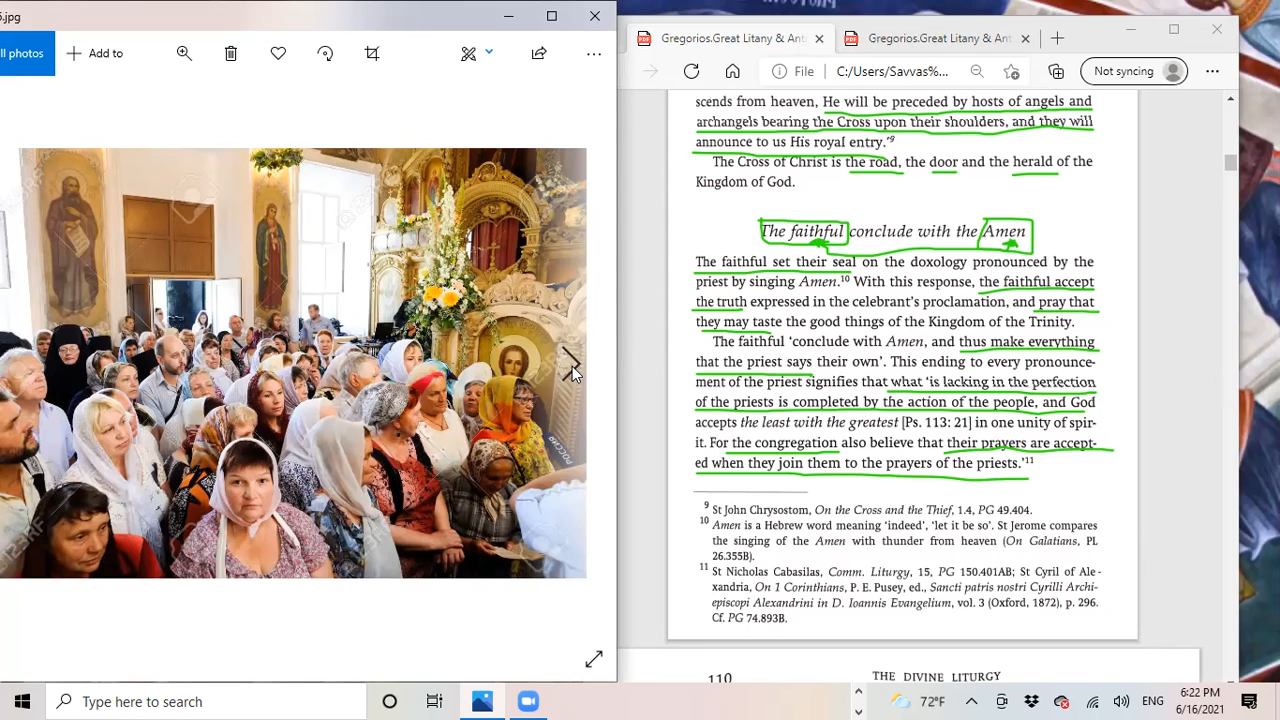 5.jpg
ll photos
Add to
Gregorios.Great Litany & Ant
Gregorios.Great Litany & Ant
File
C:/Users/Savvas%...
Not syncing
scends from heaven, He will be preceded by hosts of angels and
archangels bearing the Cross upon their shoulders, and they will
announce to us His royal entry.'9
The Cross of Christ is the road, the door and the herald of the
Kingdom of God.
The faithful conclude with the Amen
The faithful set their seal on the doxology pronounced by the
priest by singing Amen.10 With this response, the faithful accept
the truth expressed in the celebrant's proclamation, and pray that
they may taste the good things of the Kingdom of the Trinity.
The faithful 'conclude with Amen, and thus make everything
that the priest says their own'. This ending to every pronounce-
ment of the priest signifies that what 'is lacking in the perfection
of the priests is completed by the action of the people, and God
accepts the least with the greatest [Ps. 113: 21] in one unity of spir-
it. For the congregation also believe that their prayers are accept-
ed when they join them to the prayers of the priests.'11
9 St John Chrysostom, On the Cross and the Thief, 1.4, PG 49.404.
10 Amen is a Hebrew word meaning 'indeed', 'let it be so'. St Jerome compares
the singing of the Amen with thunder from heaven (On Galatians, PL
26.355B).
11 St Nicholas Cabasilas, Comm. Liturgy, 15, PG 150.401AB; St Cyril of Ale-
xandria, On 1 Corinthians, P. E. Pusey, ed., Sancti patris nostri Cyrilli Archi-
episcopi Alexandrini in D. Ioannis Evangelium, vol. 3 (Oxford, 1872), p. 296.
Cf. PG 74.893B.
110 THE DIVINE LITURGY
РОССИЯ
Type here to search
72°F
ENG
6:22 PM
6/16/2021